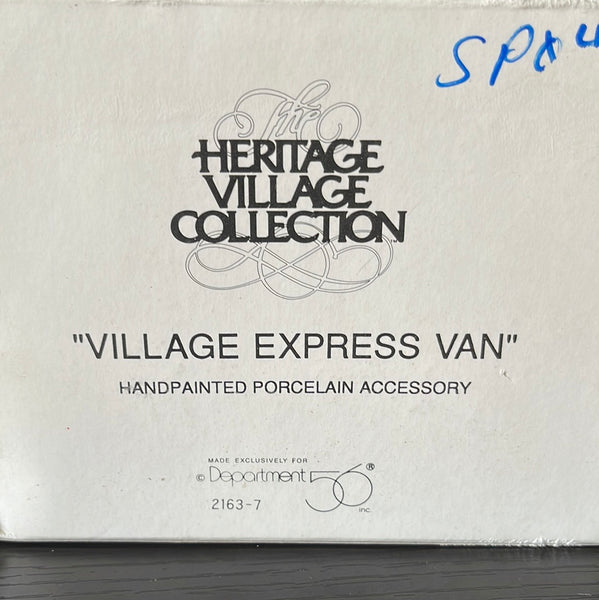 The
HERITAGE
VILLAGE
COLLECTION
"VILLAGE EXPRESS VAN"
HANDPAINTED PORCELAIN ACCESSORY
MADE EXCLUSIVELY FOR
© Department 56® inc.
2163-7